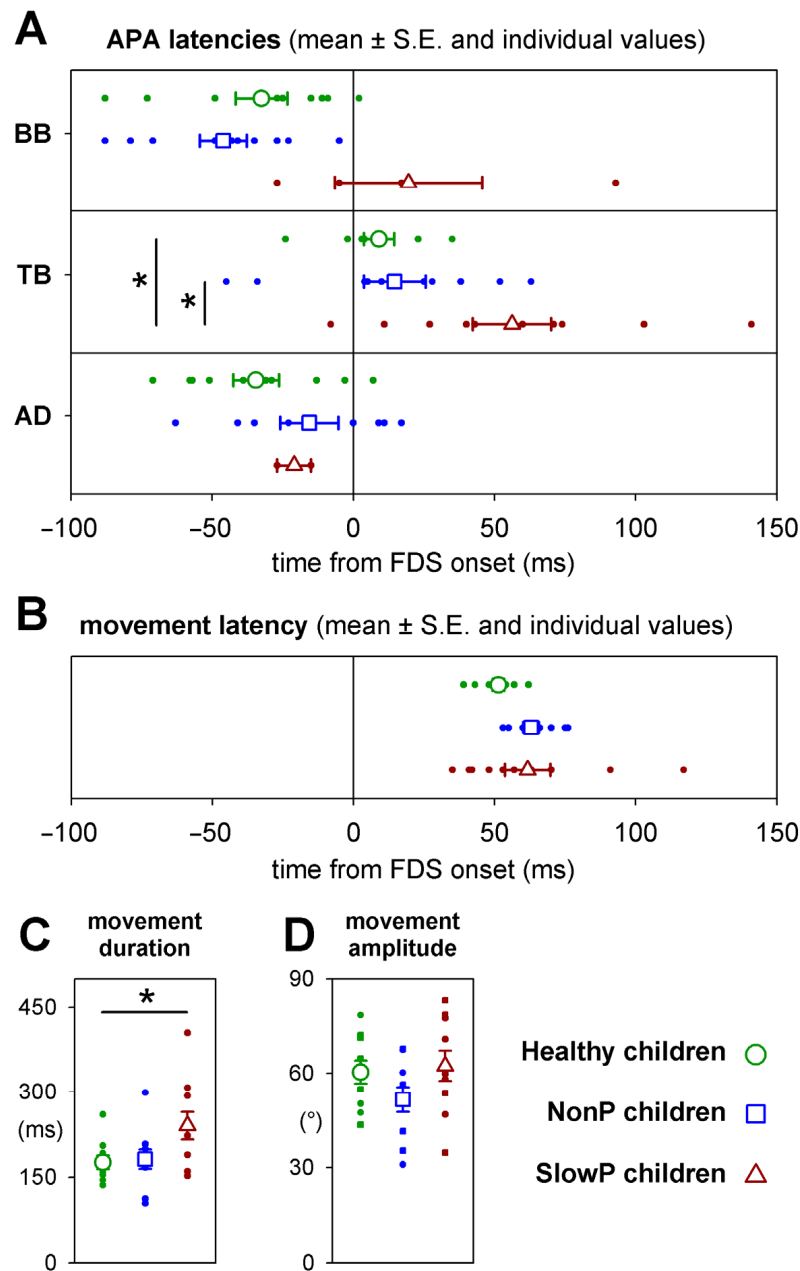 A
APA latencies (mean ± S.E. and individual values)
BB
TB
*
*
AD
−100 −50 0 50 100 150
time from FDS onset (ms)
B
movement latency (mean ± S.E. and individual values)
−100 −50 0 50 100 150
time from FDS onset (ms)
C
movement
duration
450
300
(ms)
150
0
*
D
movement
amplitude
90
60
(°)
30
0
Healthy children
NonP children
SlowP children